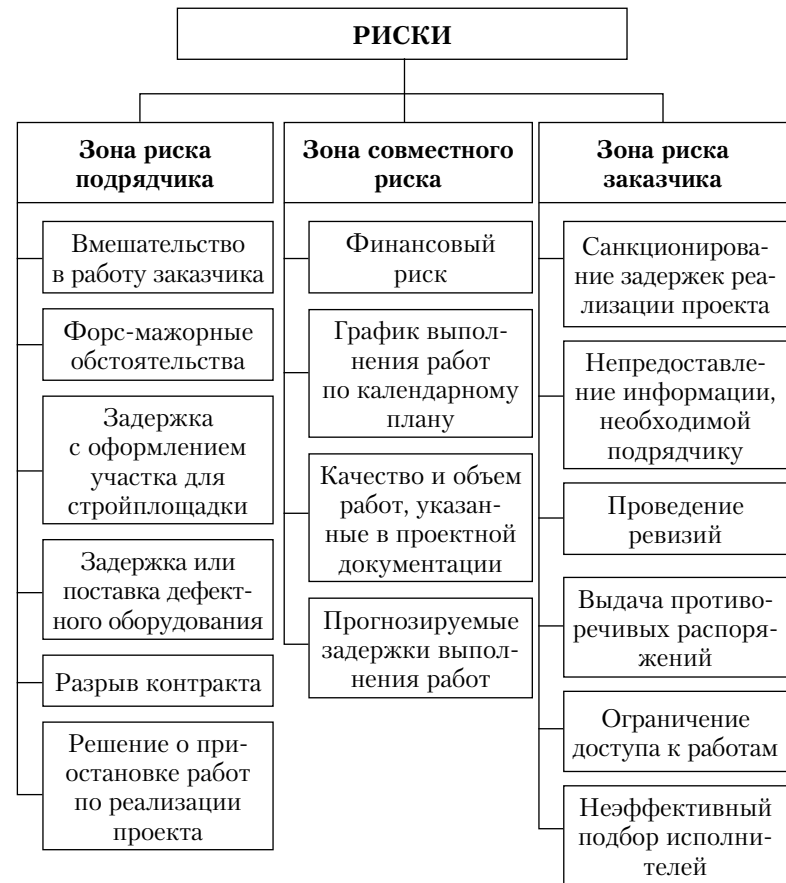 РИСКИ
Зона риска
подрядчика
Вмешательство
в работу заказчика
Форс-мажорные
обстоятельства
Задержка
с оформлением
участка для
стройплощадки
Задержка или
поставка дефект-
ного оборудования
Разрыв контракта
Решение о при-
остановке работ
по реализации
проекта
Зона совместного
риска
Финансовый
риск
График выпол-
нения работ
по календарному
плану
Качество и объем
работ, указан-
ные в проектной
документации
Прогнозируемые
задержки выпол-
нения работ
Зона риска
заказчика
Санкционирова-
ние задержек реа-
лизации проекта
Непредоставле-
ние информации,
необходимой
подрядчику
Проведение
ревизий
Выдача противо-
речивых распоря-
жений
Ограничение
доступа к работам
Неэффективный
подбор исполни-
телей